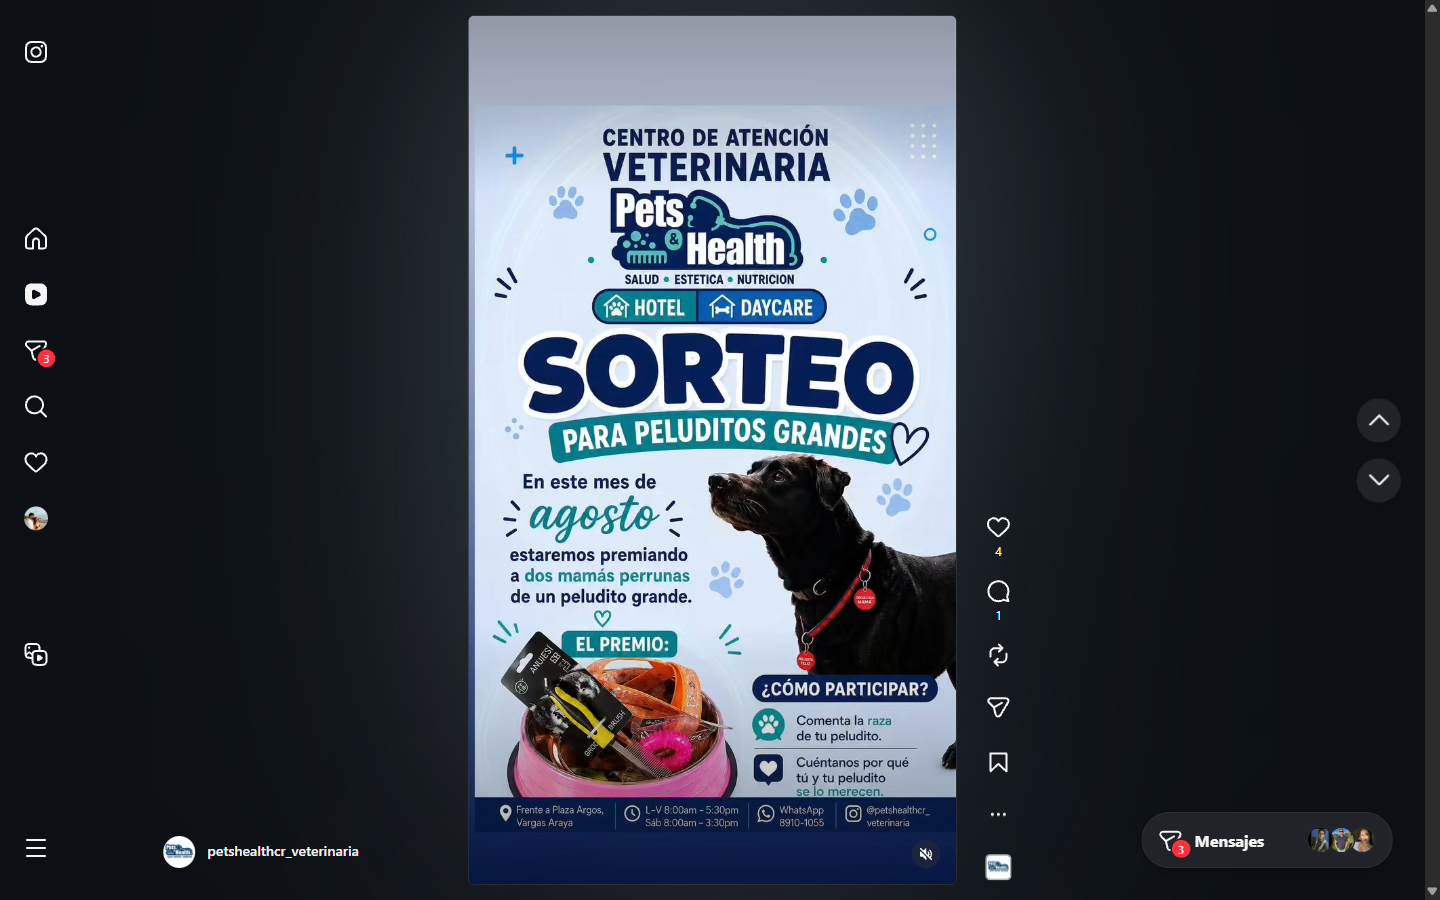 CENTRO DE ATENCIÓN
VETERINARIA
Pets
& Health
SALUD • ESTETICA • NUTRICION
HOTEL
DAYCARE
SORTEO
PARA PELUDITOS GRANDES
En este mes de
agosto
estaremos premiando
a dos mamás perrunas
de un peludito grande.
EL PREMIO:
¿CÓMO PARTICIPAR?
Comenta la raza
de tu peludito.
Cuéntanos por qué
tú y tu peludito
se lo merecen.
Frente a Plaza Argos,
Vargas Araya
L-V 8:00am - 5:30pm
Sáb 8:00am - 3:30pm
WhatsApp
8910-1055
@petshealthcr_
veterinaria
petshealthcr_veterinaria
3
4
1
3
Mensajes